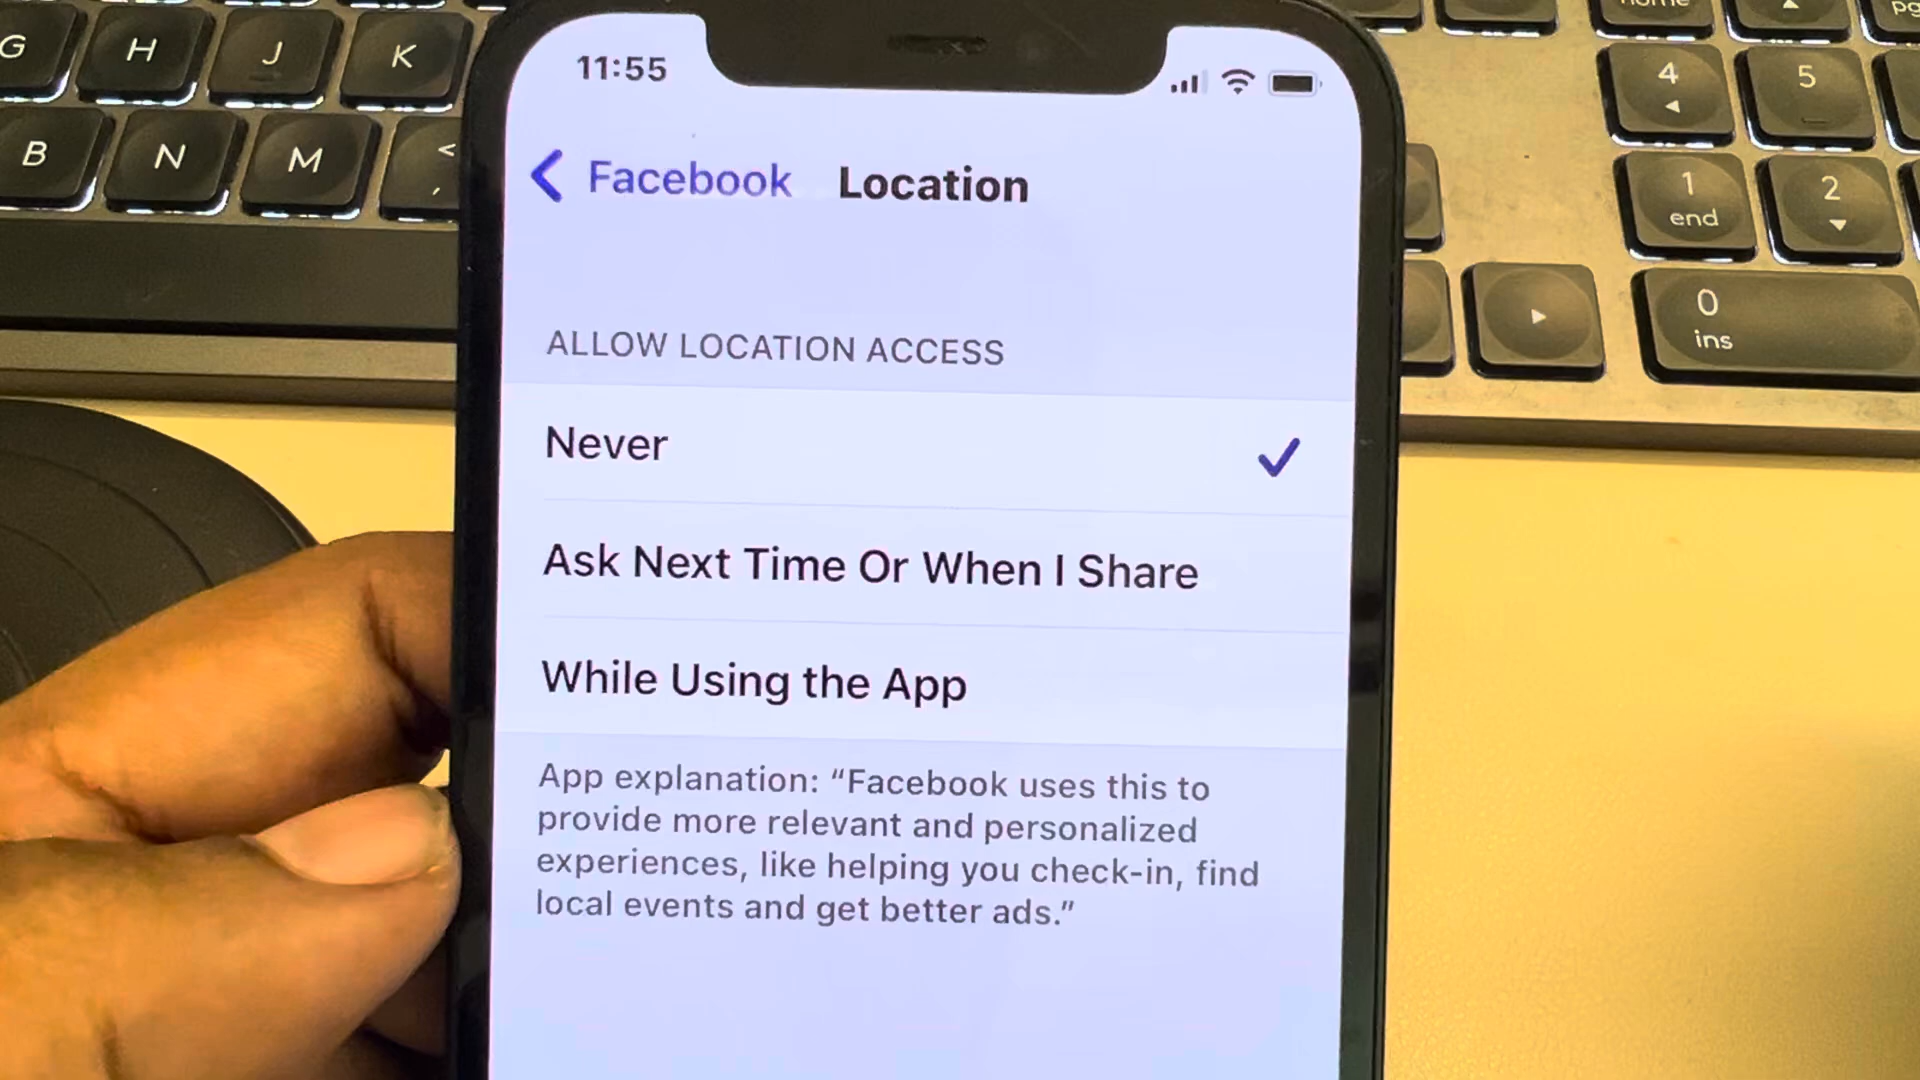 11:55
Facebook Location
ALLOW LOCATION ACCESS
Never
Ask Next Time Or When I Share
While Using the App
App explanation: “Facebook uses this to
provide more relevant and personalized
experiences, like helping you check-in, find
local events and get better ads.”
G H J K
B N M <
,
home
pg
4 5
1 2
end
0
ins